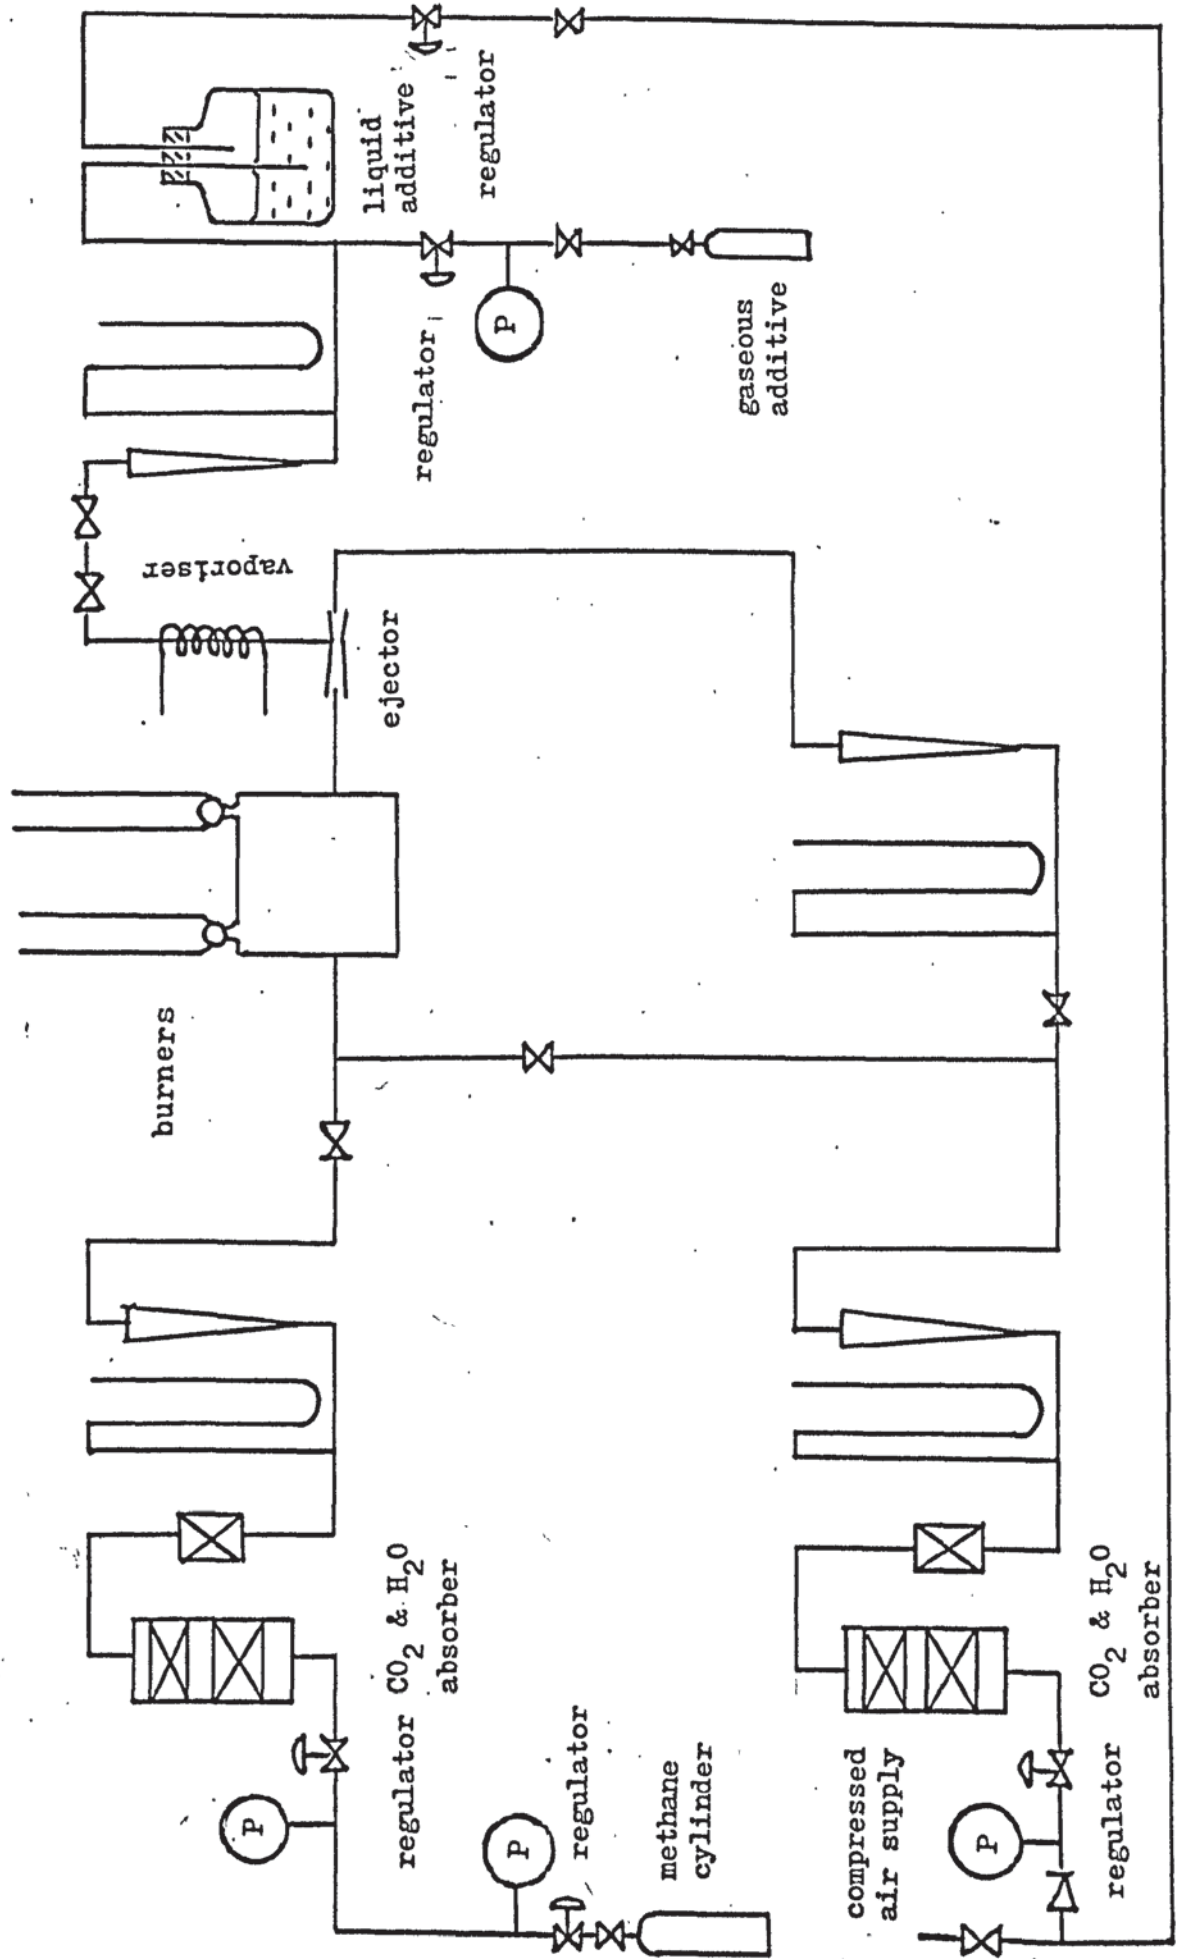 liquid
additive
regulator
regulator
P
gaseous
additive
vaporiser
ejector
burners
CO2 & H2O
absorber
regulator
P
P
regulator
methane
cylinder
CO2 & H2O
absorber
compressed
air supply
P
regulator